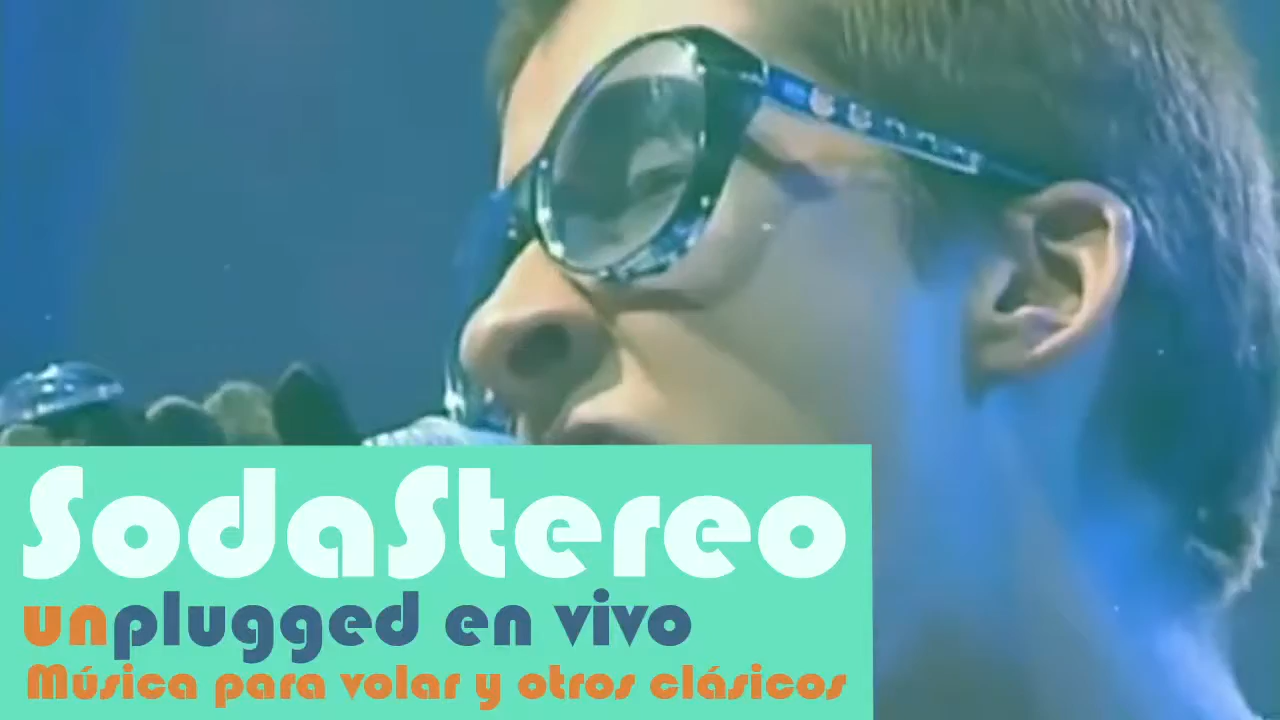 SodaStereo
unplugged en vivo
Música para volar y otros clásicos